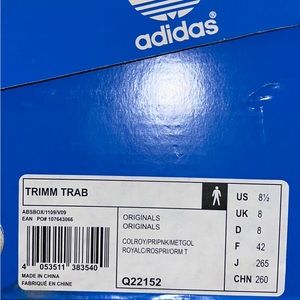 adidas
TRIMM TRAB
ABSBOX/1109/V09
EAN PO# 107643066
ORIGINALS
ORIGINALS
COLROY/PRIPNK/METGOL
ROYALC/ROSPRI/ORM T
4 053511 383540
MADE IN CHINA
FABRIQUÉ EN CHINE
Q22152
US 8½
UK 8
D 8
F 42
J 265
CHN 260